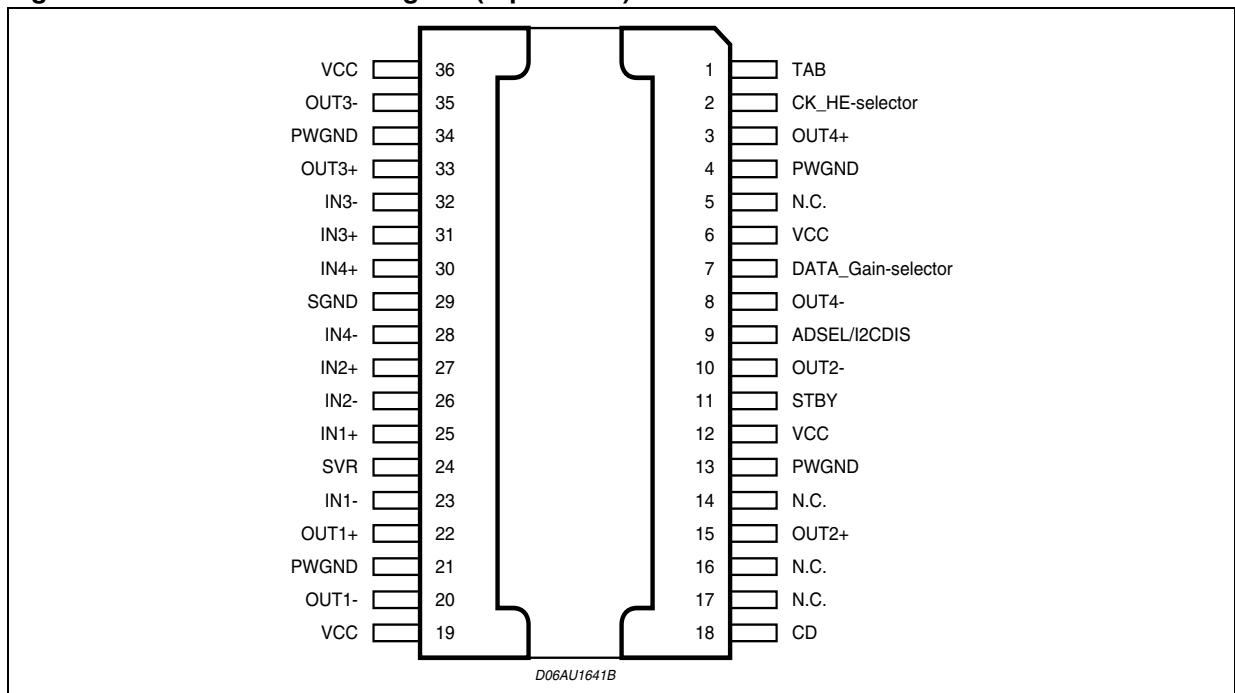 VCC 36 1 TAB
OUT3- 35 2 CK_HE-selector
PWGND 34 3 OUT4+
OUT3+ 33 4 PWGND
IN3- 32 5 N.C.
IN3+ 31 6 VCC
IN4+ 30 7 DATA_Gain-selector
SGND 29 8 OUT4-
IN4- 28 9 ADSEL/I2CDIS
IN2+ 27 10 OUT2-
IN2- 26 11 STBY
IN1+ 25 12 VCC
SVR 24 13 PWGND
IN1- 23 14 N.C.
OUT1+ 22 15 OUT2+
PWGND 21 16 N.C.
OUT1- 20 17 N.C.
VCC 19 18 CD
D06AU1641B